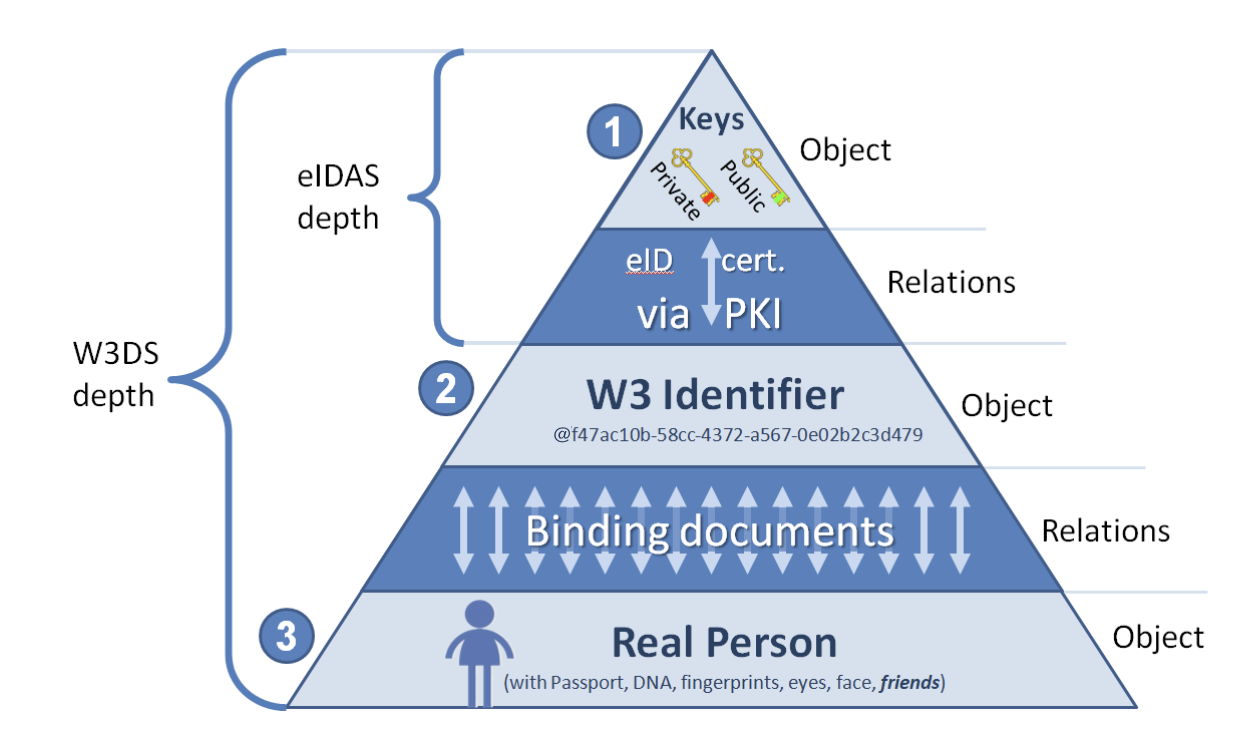 1
Keys
Private
Public
Object
eIDAS
depth
eID cert.
via PKI
Relations
W3DS
depth
2
W3 Identifier
@f47ac10b-58cc-4372-a567-0e02b2c3d479
Object
Binding documents
Relations
3
Real Person
(with Passport, DNA, fingerprints, eyes, face, friends)
Object